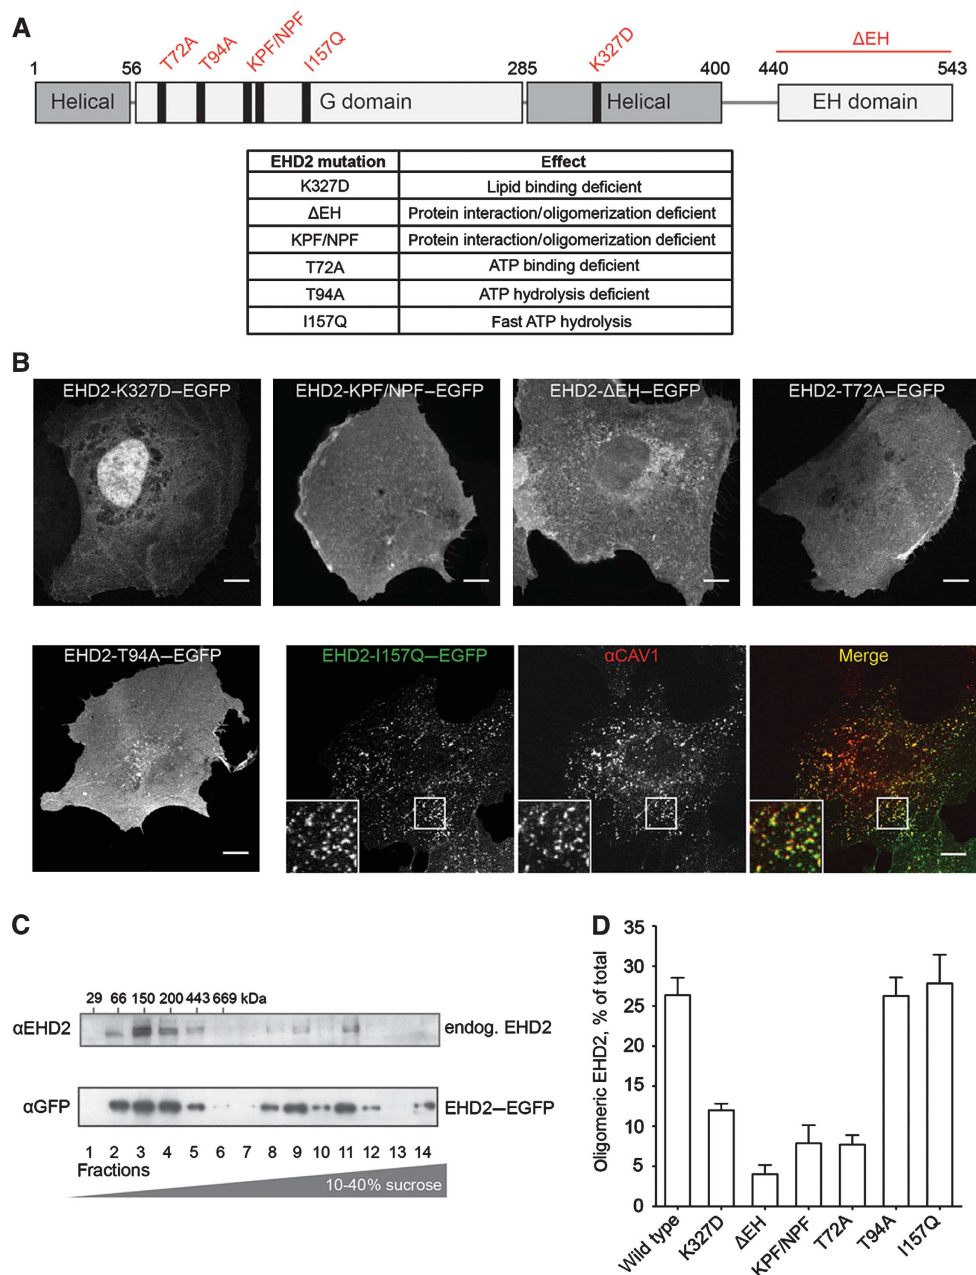 A
T72A T94A KPF/NPF I157Q K327D ΔEH
1 56 285 400 440 543
Helical G domain Helical EH domain
EHD2 mutation Effect
K327D Lipid binding deficient
ΔEH Protein interaction/oligomerization deficient
KPF/NPF Protein interaction/oligomerization deficient
T72A ATP binding deficient
T94A ATP hydrolysis deficient
I157Q Fast ATP hydrolysis
B
EHD2-K327D–EGFP EHD2-KPF/NPF–EGFP EHD2-ΔEH–EGFP EHD2-T72A–EGFP
EHD2-T94A–EGFP EHD2-I157Q–EGFP αCAV1 Merge
C
29 66 150 200 443 669 kDa
αEHD2 endog. EHD2
αGFP EHD2–EGFP
1 2 3 4 5 6 7 8 9 10 11 12 13 14
Fractions
10-40% sucrose
D
Oligomeric EHD2, % of total
35
30
25
20
15
10
5
0
Wild type K327D ΔEH KPF/NPF T72A T94A I157Q